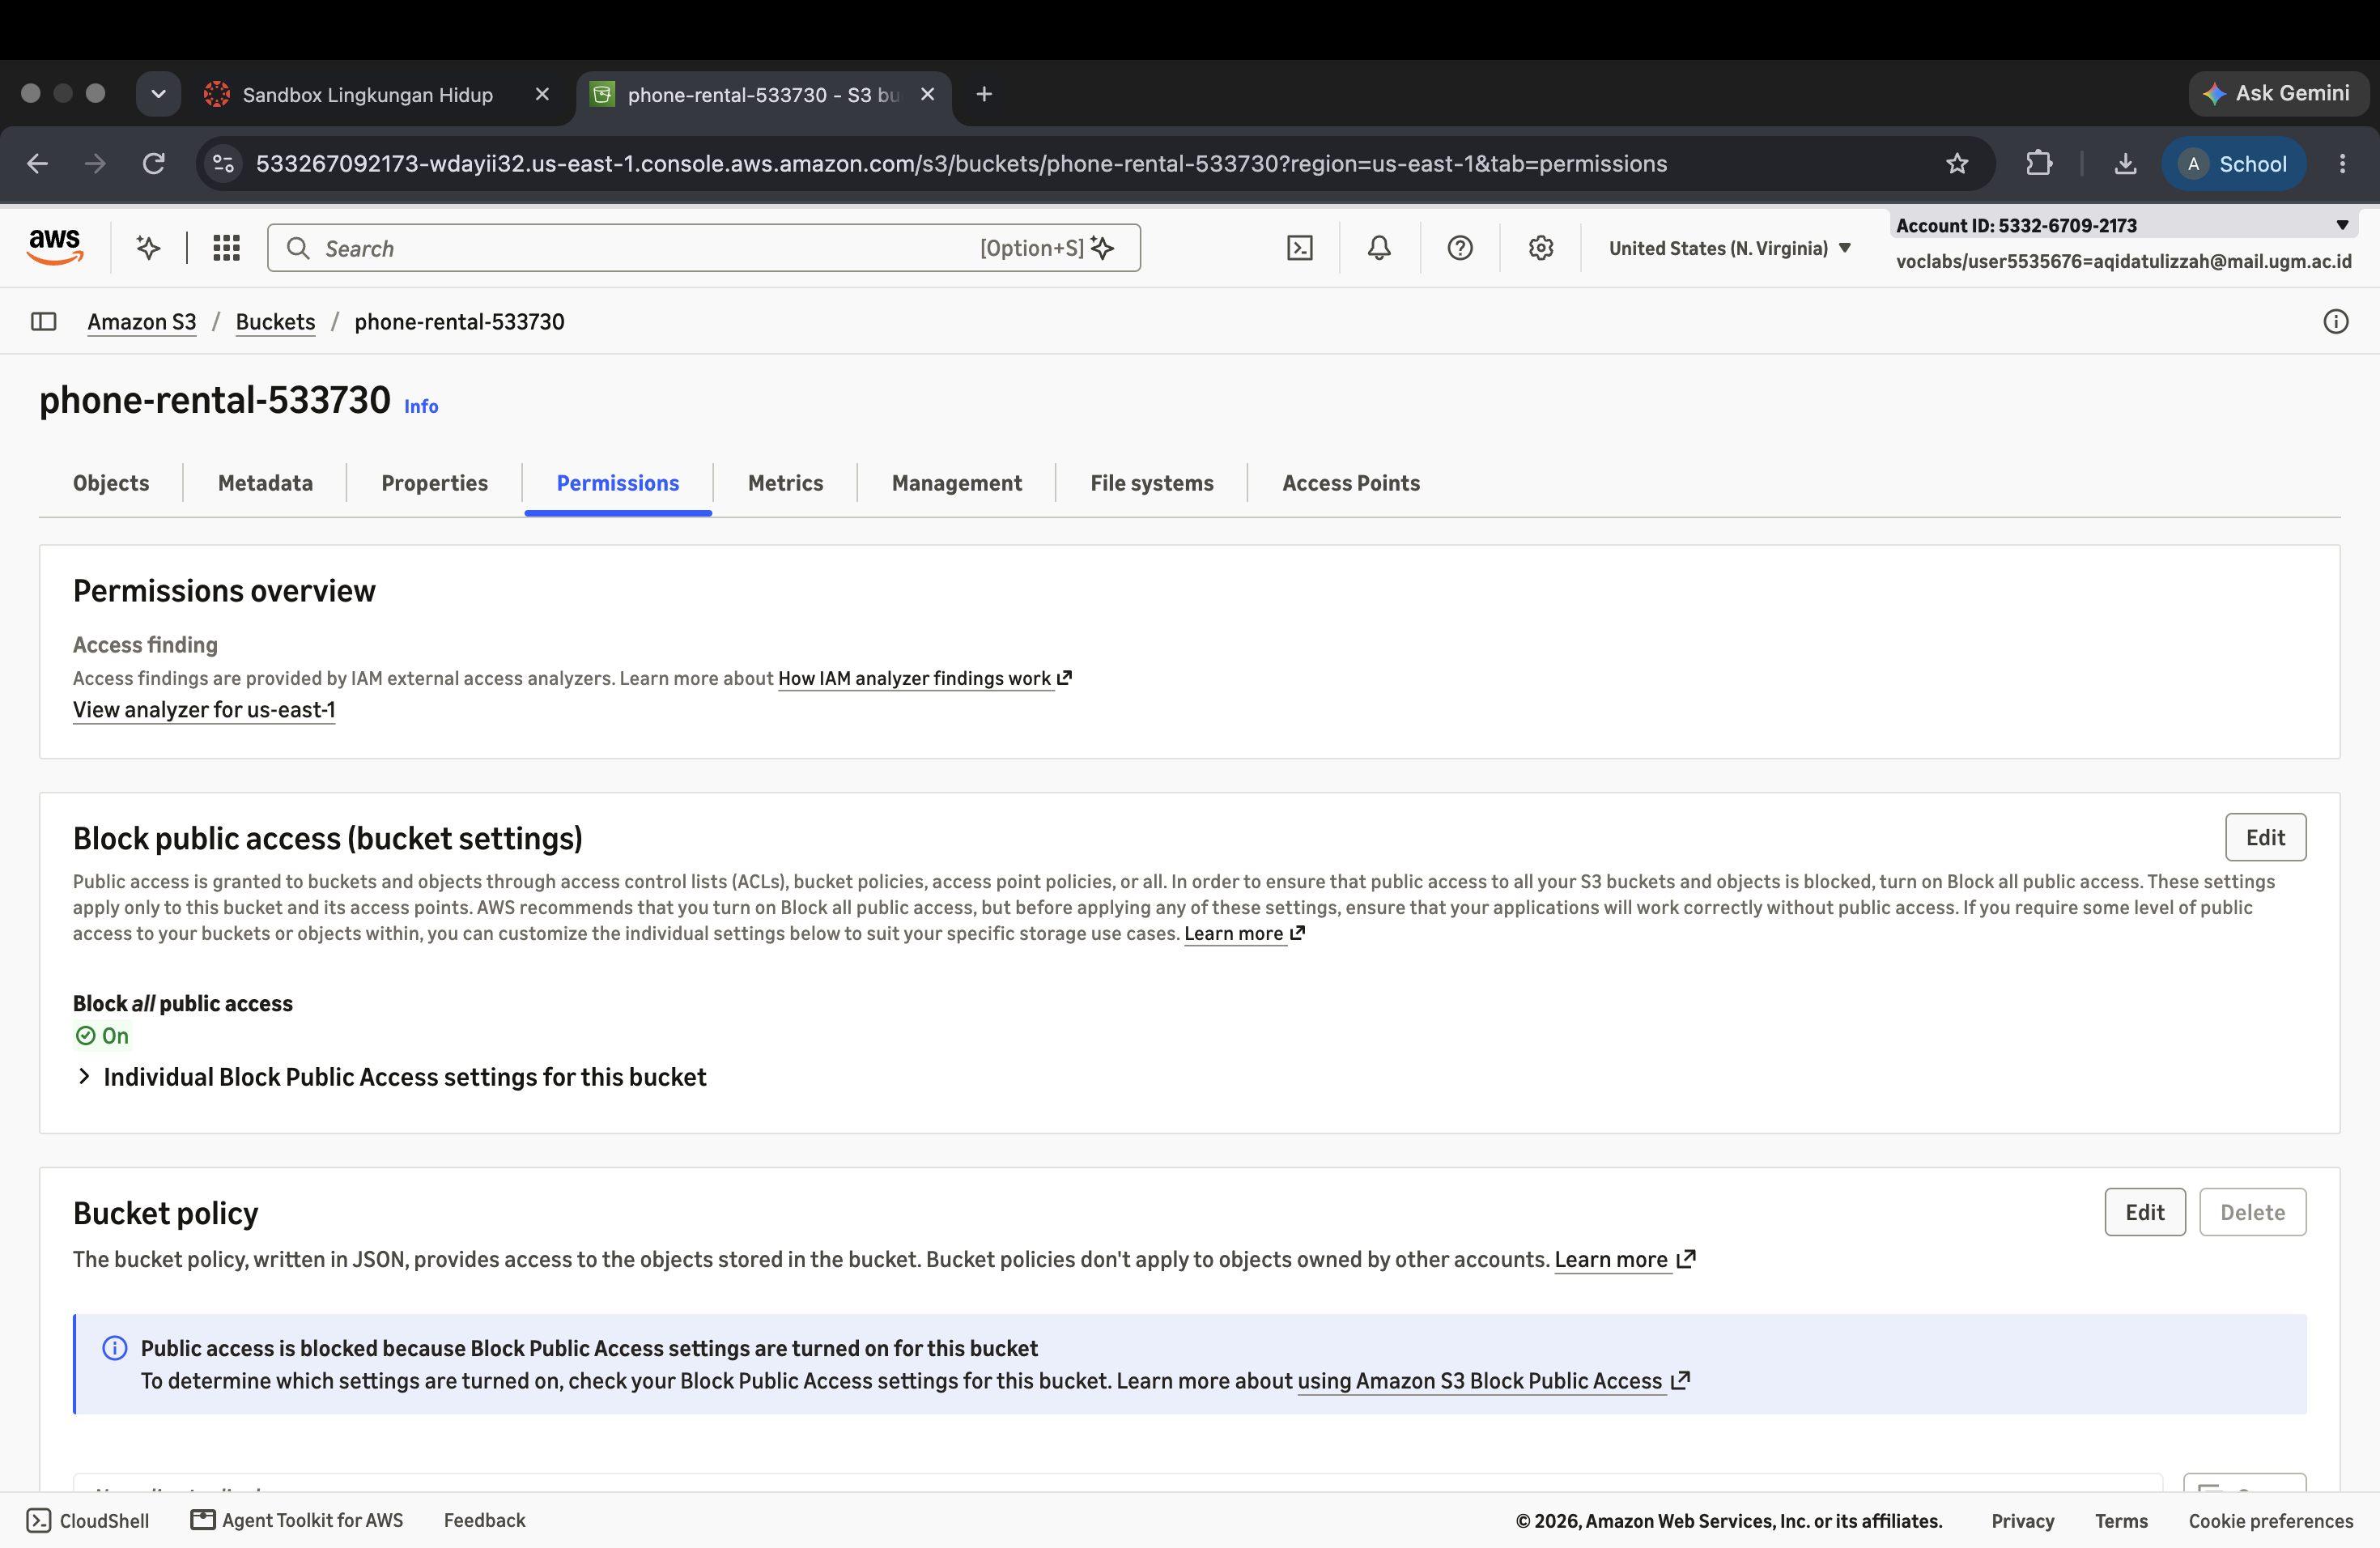 Sandbox Lingkungan Hidup
phone-rental-533730 - S3 bu
Ask Gemini
533267092173-wdayii32.us-east-1.console.aws.amazon.com/s3/buckets/phone-rental-533730?region=us-east-1&tab=permissions
A School
aws
Search [Option+S]
United States (N. Virginia)
Account ID: 5332-6709-2173
voclabs/user5535676=aqidatulizzah@mail.ugm.ac.id
Amazon S3 / Buckets / phone-rental-533730
phone-rental-533730 Info
Objects Metadata Properties Permissions Metrics Management File systems Access Points
Permissions overview
Access finding
Access findings are provided by IAM external access analyzers. Learn more about How IAM analyzer findings work
View analyzer for us-east-1
Block public access (bucket settings)
Edit
Public access is granted to buckets and objects through access control lists (ACLs), bucket policies, access point policies, or all. In order to ensure that public access to all your S3 buckets and objects is blocked, turn on Block all public access. These settings
apply only to this bucket and its access points. AWS recommends that you turn on Block all public access, but before applying any of these settings, ensure that your applications will work correctly without public access. If you require some level of public
access to your buckets or objects within, you can customize the individual settings below to suit your specific storage use cases. Learn more
Block all public access
On
Individual Block Public Access settings for this bucket
Bucket policy
Edit Delete
The bucket policy, written in JSON, provides access to the objects stored in the bucket. Bucket policies don't apply to objects owned by other accounts. Learn more
Public access is blocked because Block Public Access settings are turned on for this bucket
To determine which settings are turned on, check your Block Public Access settings for this bucket. Learn more about using Amazon S3 Block Public Access
CloudShell Agent Toolkit for AWS Feedback
© 2026, Amazon Web Services, Inc. or its affiliates. Privacy Terms Cookie preferences